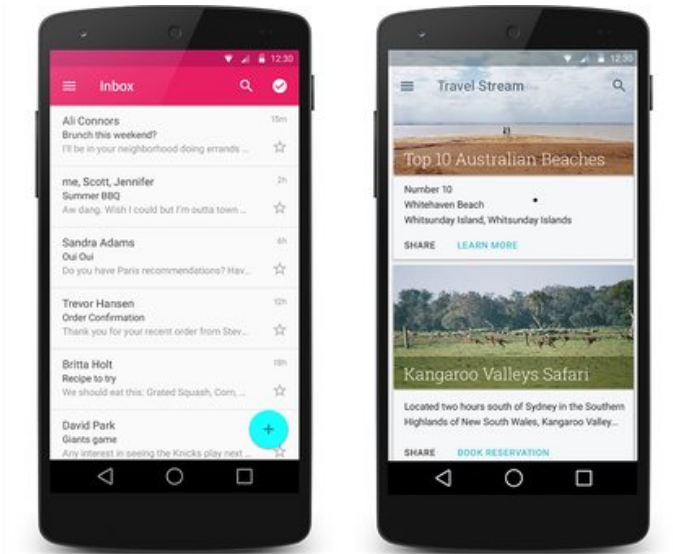 12:30
Inbox
Ali Connors 15m
Brunch this weekend?
I'll be in your neighborhood doing errands ...
me, Scott, Jennifer 2h
Summer BBQ
Aw dang. Wish I could but I'm outta town ...
Sandra Adams 6h
Oui Oui
Do you have Paris recommendations? Hav...
Trevor Hansen 12h
Order Confirmation
Thank you for your recent order from Stev...
Britta Holt 18h
Recipe to try
We should eat this: Grated Squash, Corn, ...
David Park
Giants game
Any interest in seeing the Knicks play next ...
12:30
Travel Stream
Top 10 Australian Beaches
Number 10
Whitehaven Beach
Whitsunday Island, Whitsunday Islands
SHARE LEARN MORE
Kangaroo Valleys Safari
Located two hours south of Sydney in the Southern
Highlands of New South Wales, Kangaroo Valley...
SHARE BOOK RESERVATION